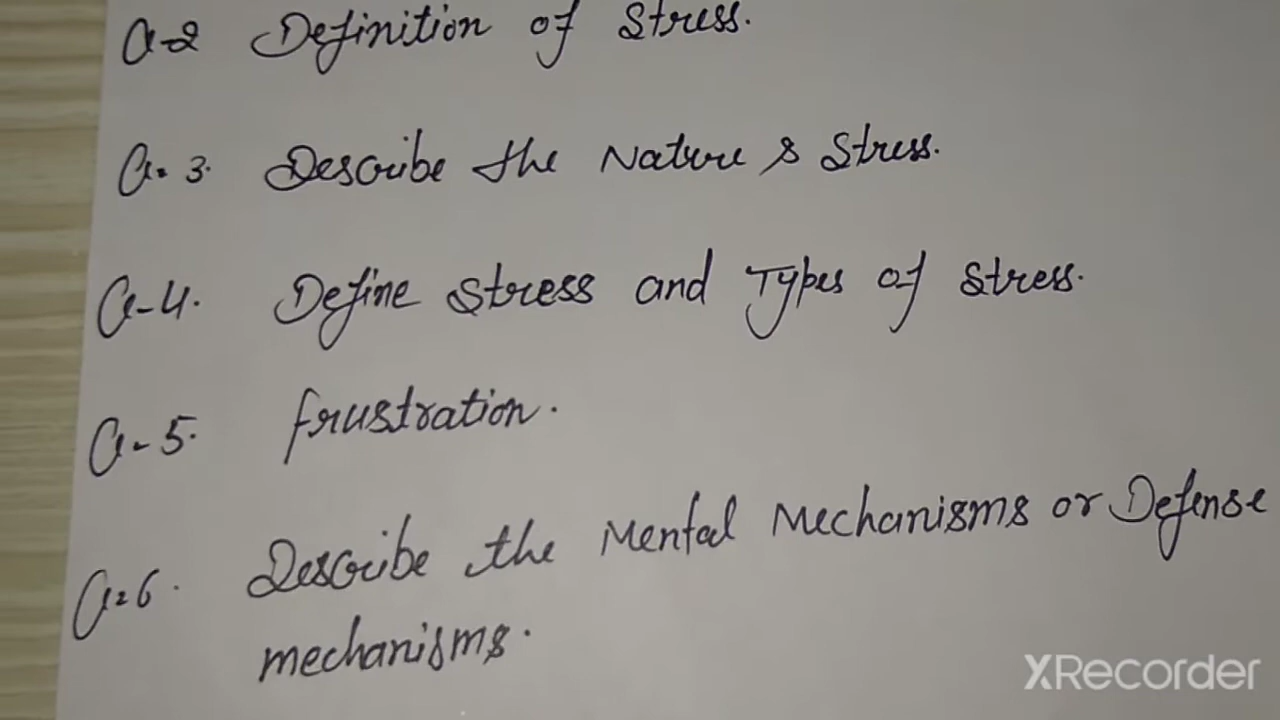 Q-2 Definition of Stress.
Q. 3. Describe the Nature & Stress.
Q-4. Define Stress and Types of Stress.
Q-5. frustration.
Q-6. Describe the Mental Mechanisms or Defense
mechanisms.
XRecorder